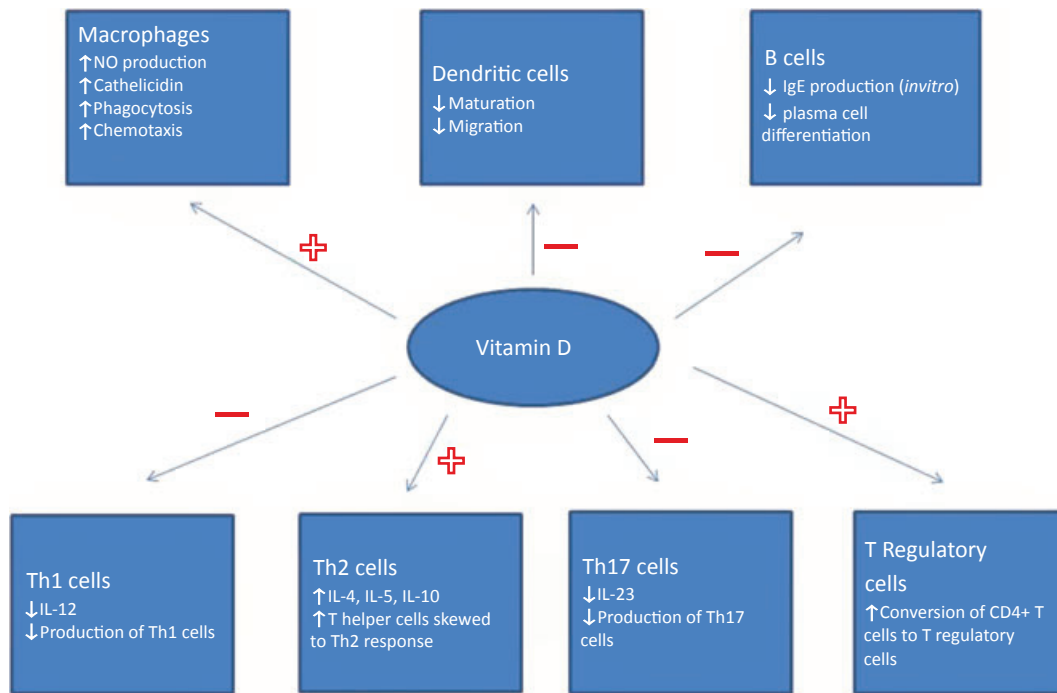 Macrophages
↑NO production
↑Cathelicidin
↑Phagocytosis
↑Chemotaxis
Dendritic cells
↓ Maturation
↓ Migration
B cells
↓ IgE production (invitro)
↓ plasma cell
differentiation
+
—
—
Vitamin D
—
+
—
+
Th1 cells
↓IL-12
↓Production of Th1 cells
Th2 cells
↑IL-4, IL-5, IL-10
↑T helper cells skewed
to Th2 response
Th17 cells
↓IL-23
↓Production of Th17
cells
T Regulatory
cells
↑Conversion of CD4+ T
cells to T regulatory
cells